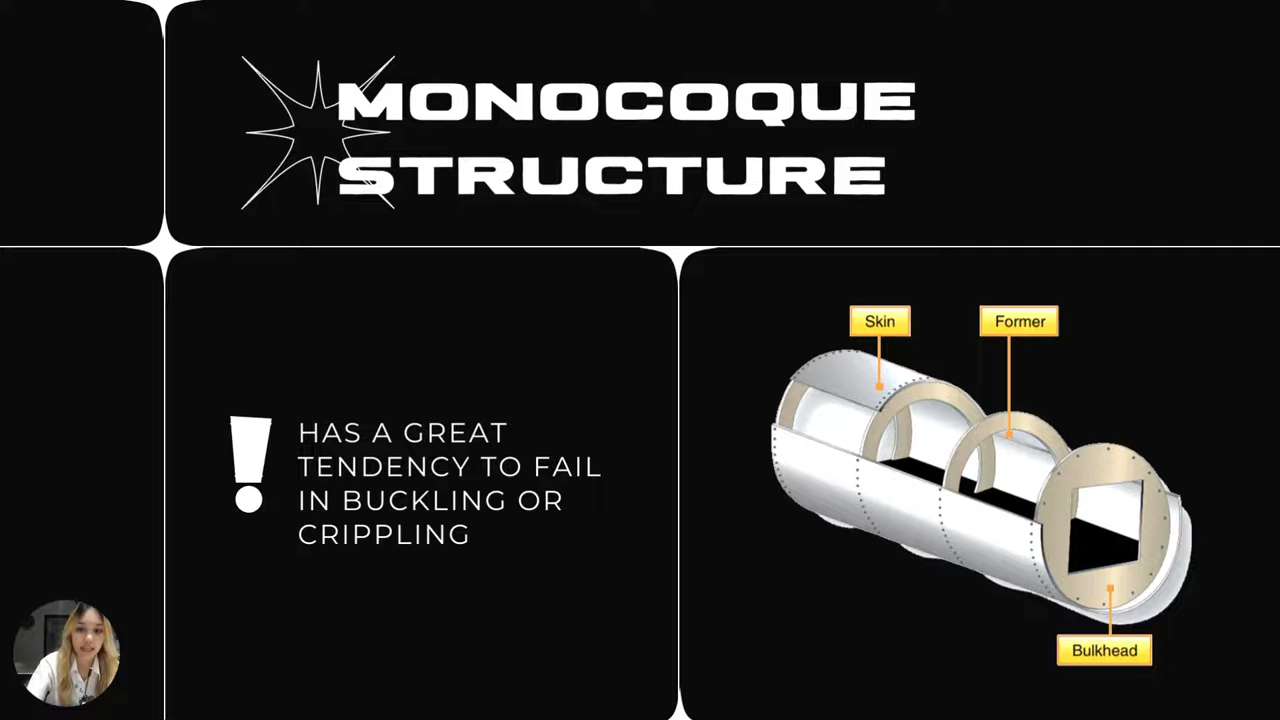 MONOCOQUE
STRUCTURE
Skin
Former
HAS A GREAT
TENDENCY TO FAIL
IN BUCKLING OR
CRIPPLING
!
Bulkhead